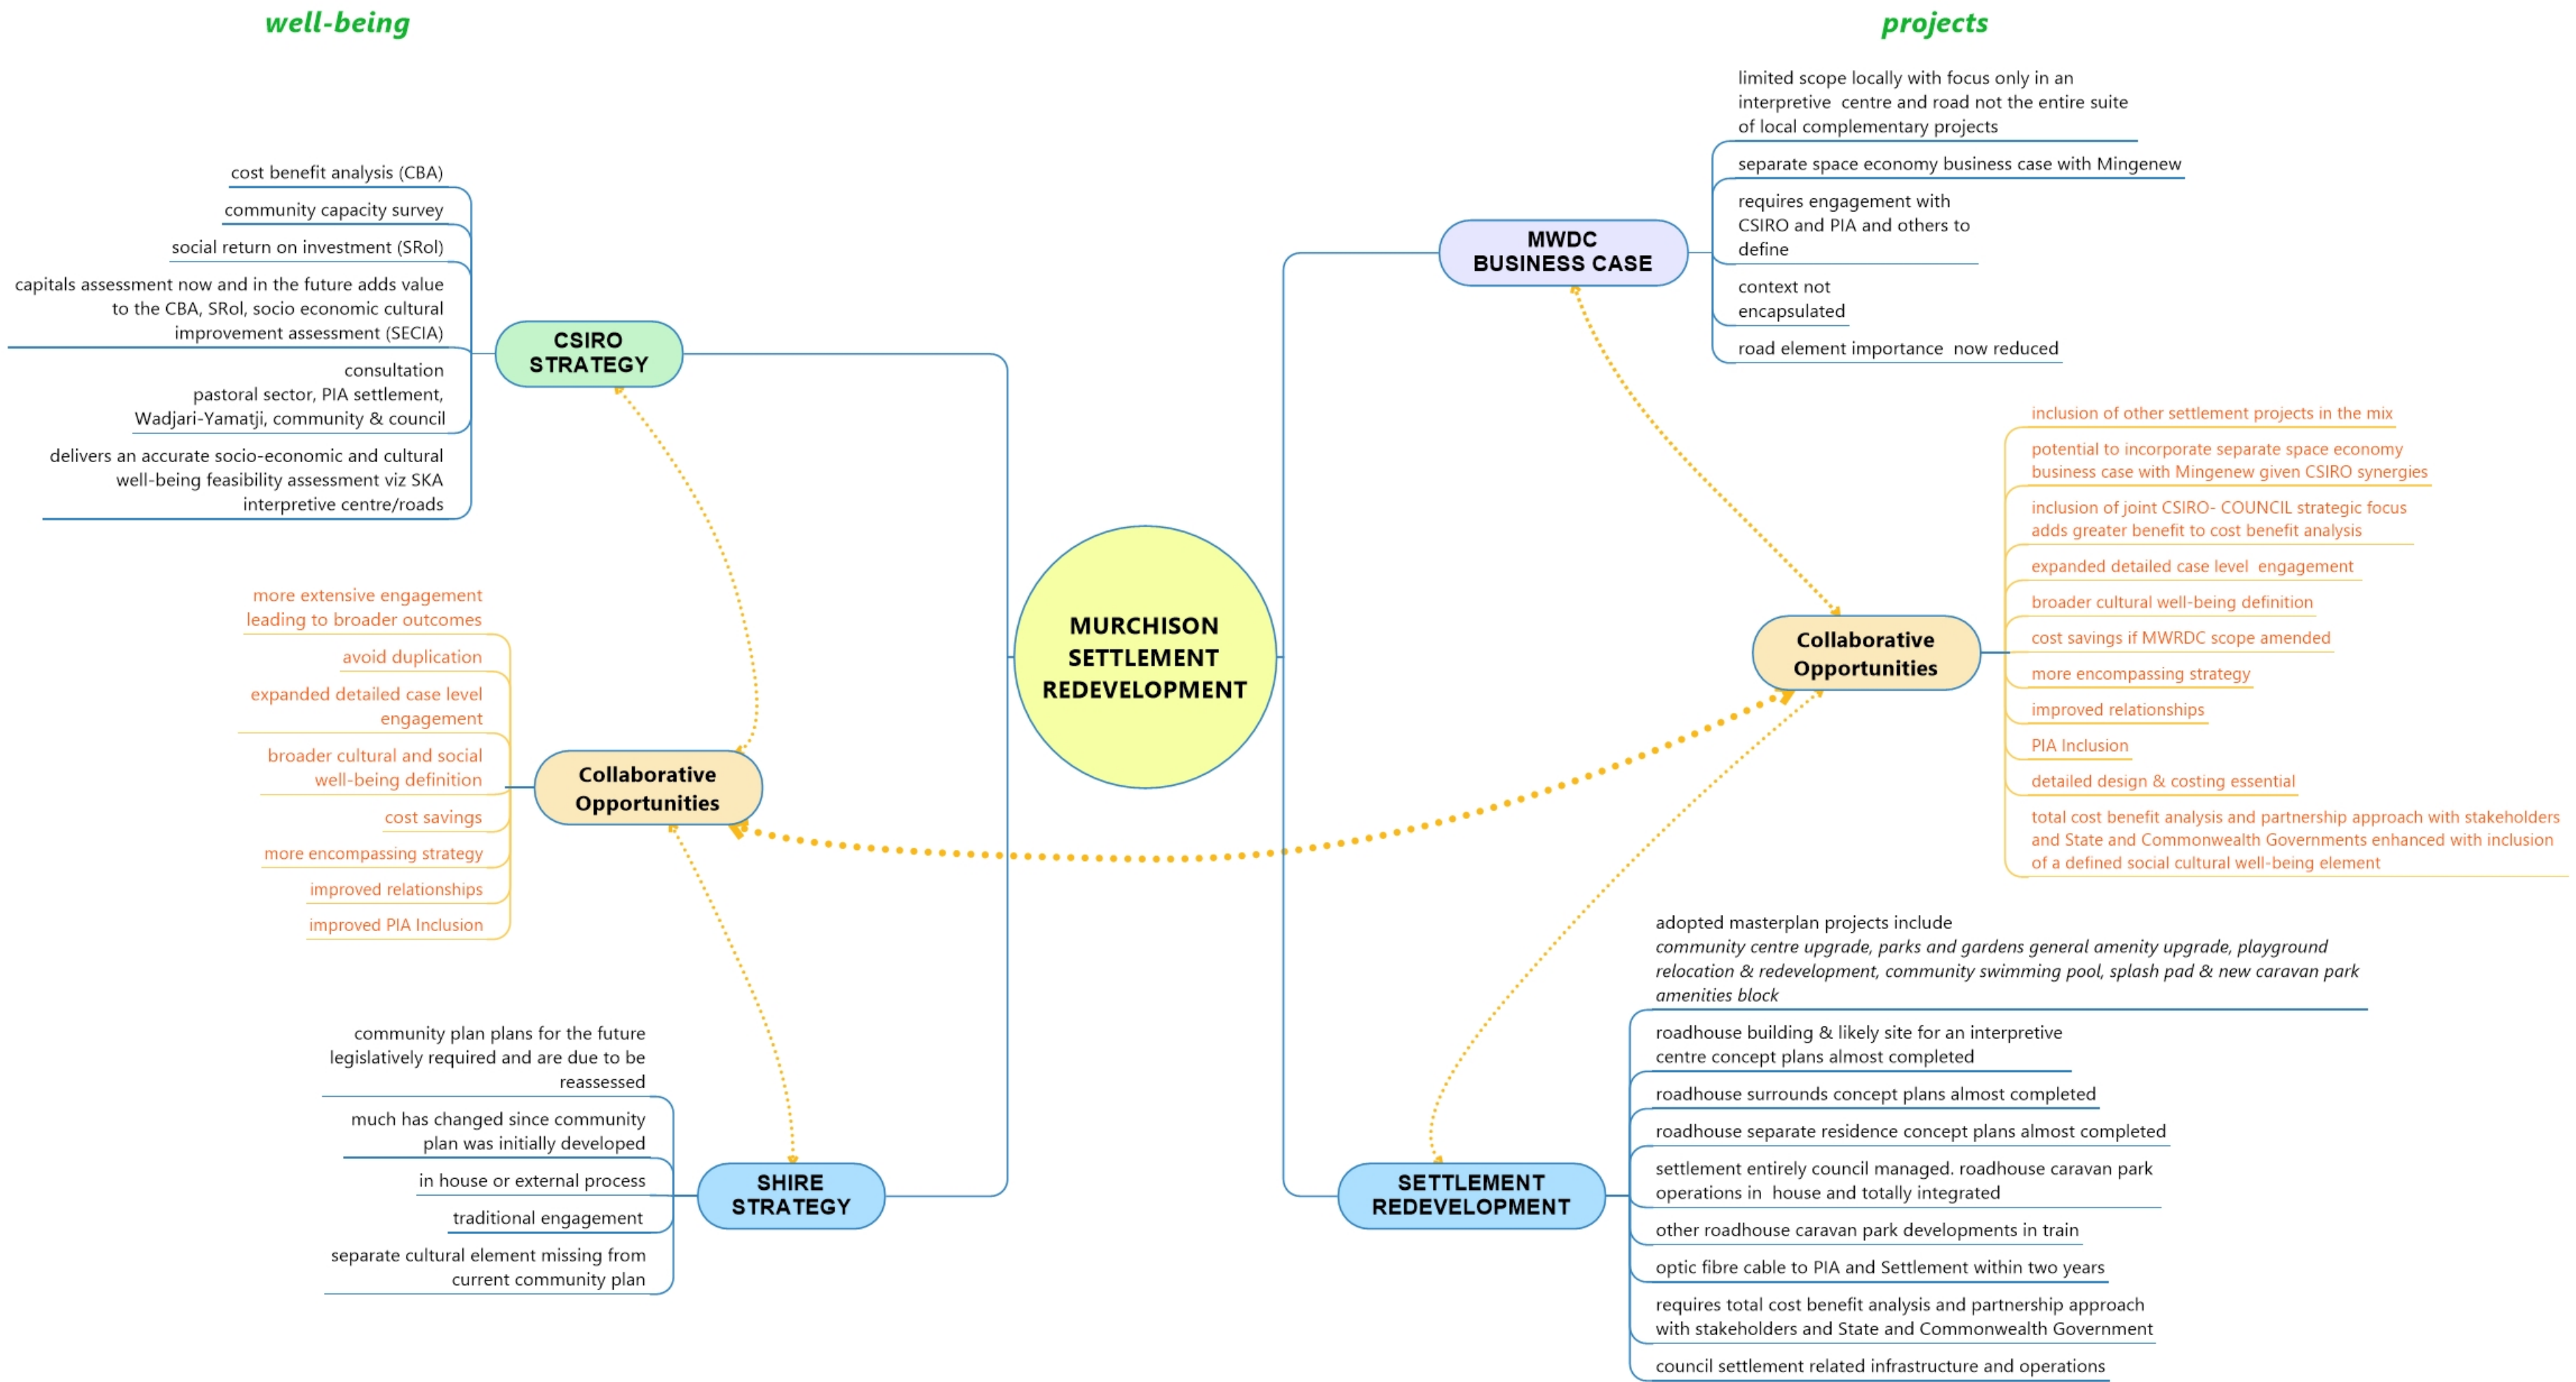 well-being
projects
cost benefit analysis (CBA)
community capacity survey
social return on investment (SRoI)
capitals assessment now and in the future adds value
to the CBA, SRoI, socio economic cultural
improvement assessment (SECIA)
consultation
pastoral sector, PIA settlement,
Wadjari-Yamatji, community & council
delivers an accurate socio-economic and cultural
well-being feasibility assessment viz SKA
interpretive centre/roads
CSIRO
STRATEGY
more extensive engagement
leading to broader outcomes
avoid duplication
expanded detailed case level
engagement
broader cultural and social
well-being definition
cost savings
more encompassing strategy
improved relationships
improved PIA Inclusion
Collaborative
Opportunities
community plan plans for the future
legislatively required and are due to be
reassessed
much has changed since community
plan was initially developed
in house or external process
traditional engagement
separate cultural element missing from
current community plan
SHIRE
STRATEGY
MURCHISON
SETTLEMENT
REDEVELOPMENT
MWDC
BUSINESS CASE
limited scope locally with focus only in an
interpretive centre and road not the entire suite
of local complementary projects
separate space economy business case with Mingenew
requires engagement with
CSIRO and PIA and others to
define
context not
encapsulated
road element importance now reduced
Collaborative
Opportunities
inclusion of other settlement projects in the mix
potential to incorporate separate space economy
business case with Mingenew given CSIRO synergies
inclusion of joint CSIRO- COUNCIL strategic focus
adds greater benefit to cost benefit analysis
expanded detailed case level engagement
broader cultural well-being definition
cost savings if MWRDC scope amended
more encompassing strategy
improved relationships
PIA Inclusion
detailed design & costing essential
total cost benefit analysis and partnership approach with stakeholders
and State and Commonwealth Governments enhanced with inclusion
of a defined social cultural well-being element
SETTLEMENT
REDEVELOPMENT
adopted masterplan projects include
community centre upgrade, parks and gardens general amenity upgrade, playground
relocation & redevelopment, community swimming pool, splash pad & new caravan park
amenities block
roadhouse building & likely site for an interpretive
centre concept plans almost completed
roadhouse surrounds concept plans almost completed
roadhouse separate residence concept plans almost completed
settlement entirely council managed. roadhouse caravan park
operations in house and totally integrated
other roadhouse caravan park developments in train
optic fibre cable to PIA and Settlement within two years
requires total cost benefit analysis and partnership approach
with stakeholders and State and Commonwealth Government
council settlement related infrastructure and operations